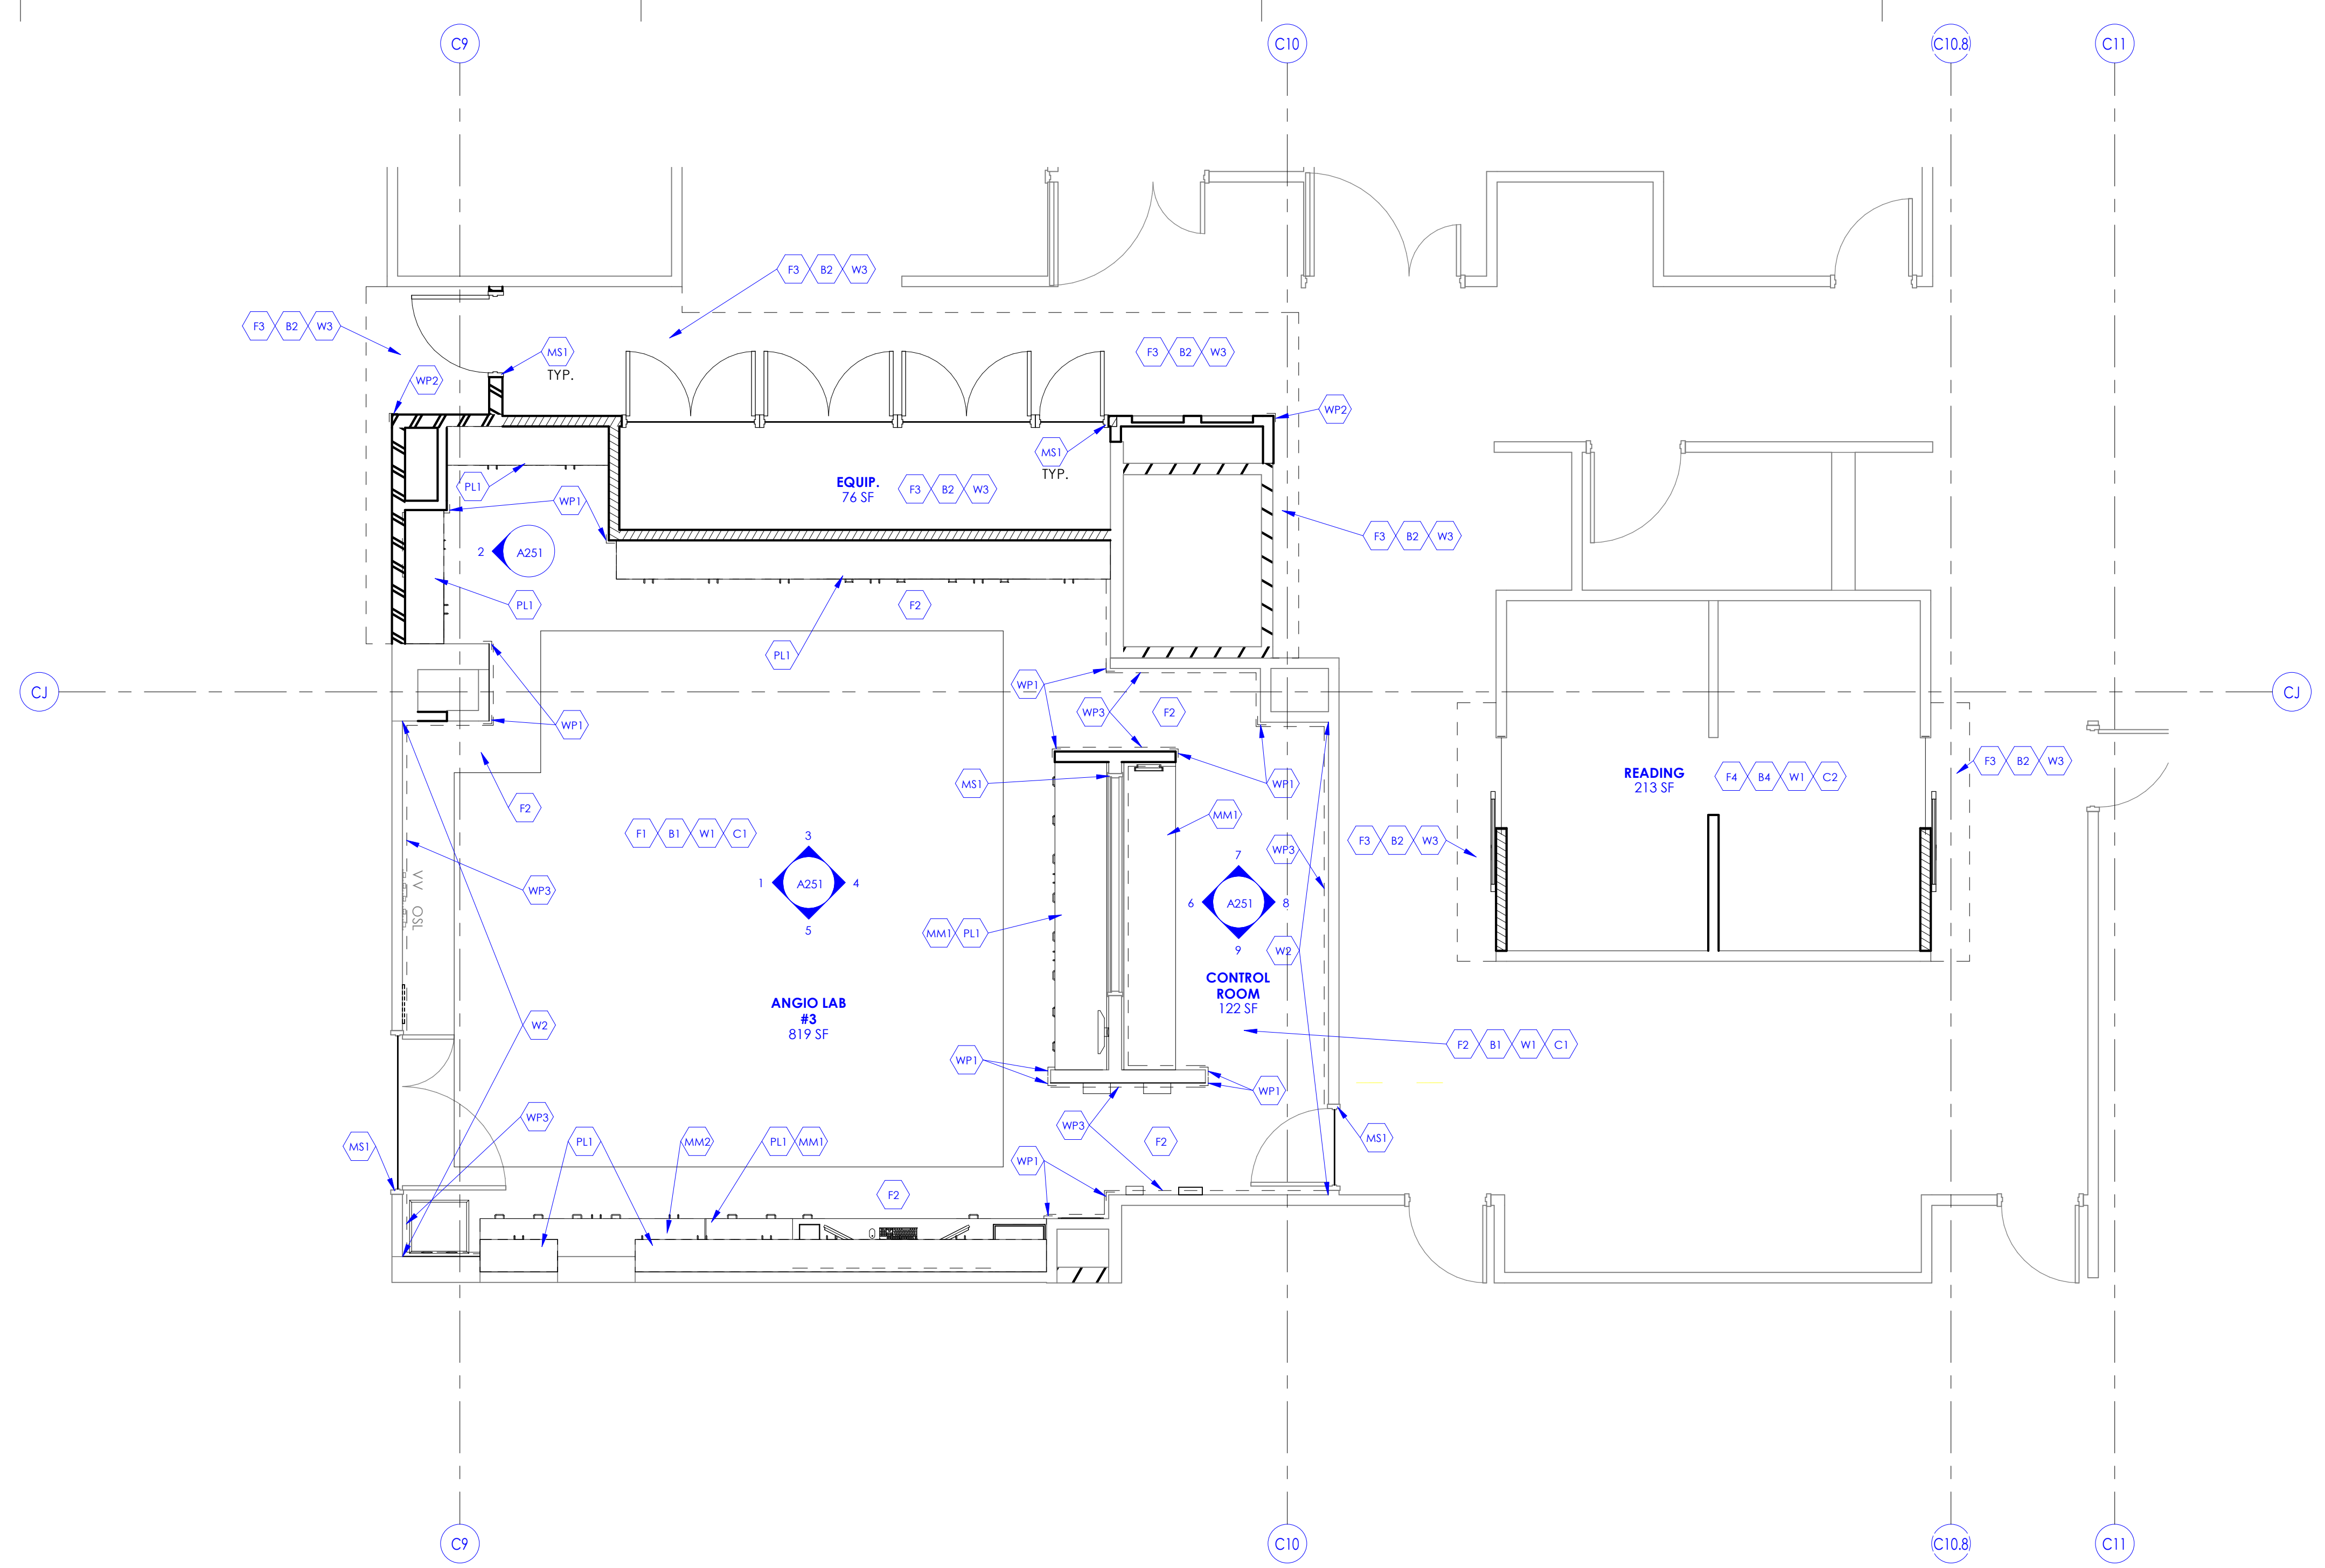 C9
C10
C10.8
C11
F3 B2 W3
F3 B2 W3
MS1
TYP.
F3 B2 W3
WP2
WP2
MS1
TYP.
EQUIP.
76 SF
F3 B2 W3
PL1
WP1
F3 B2 W3
2
A251
PL1
F2
PL1
CJ
CJ
WP1
WP3
F2
WP1
F3 B2 W3
READING
213 SF
F4 B4 W1 C2
MS1
WP1
F2
MM1
F1 B1 W1 C1
3
1
A251
4
5
WP3
F3 B2 W3
7
6
A251
8
9
WP3
VV OSL
MM1 PL1
W2
CONTROL
ROOM
122 SF
ANGIO LAB
#3
819 SF
W2
F2 B1 W1 C1
WP1
WP1
WP3
WP3
MS1
PL1
MM2
PL1 MM1
F2
MS1
WP1
F2
C9
C10
C10.8
C11